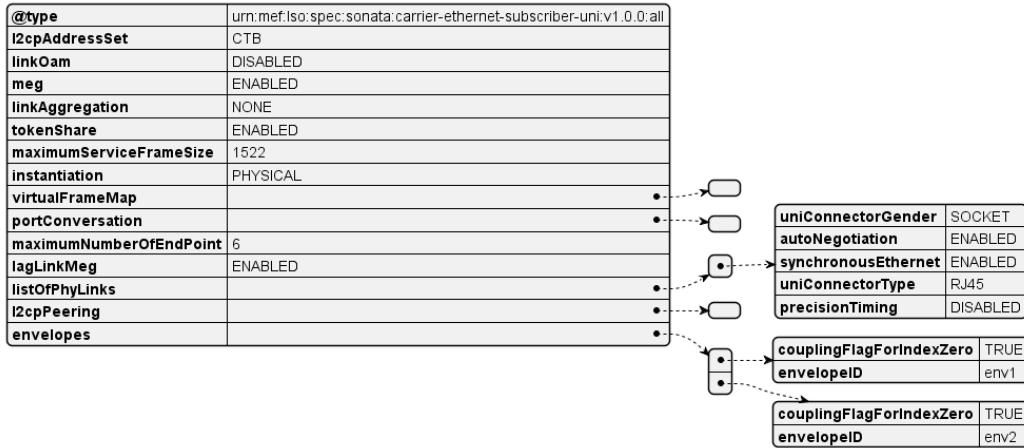 @type urn:mef:lso:spec:sonata:carrier-ethernet-subscriber-uni:v1.0.0:all
l2cpAddressSet CTB
linkOam DISABLED
meg ENABLED
linkAggregation NONE
tokenShare ENABLED
maximumServiceFrameSize 1522
instantiation PHYSICAL
virtualFrameMap
portConversation
maximumNumberOfEndPoint 6
lagLinkMeg ENABLED
listOfPhyLinks
l2cpPeering
envelopes
uniConnectorGender SOCKET
autoNegotiation ENABLED
synchronousEthernet ENABLED
uniConnectorType RJ45
precisionTiming DISABLED
couplingFlagForIndexZero TRUE
envelopeID env1
couplingFlagForIndexZero TRUE
envelopeID env2